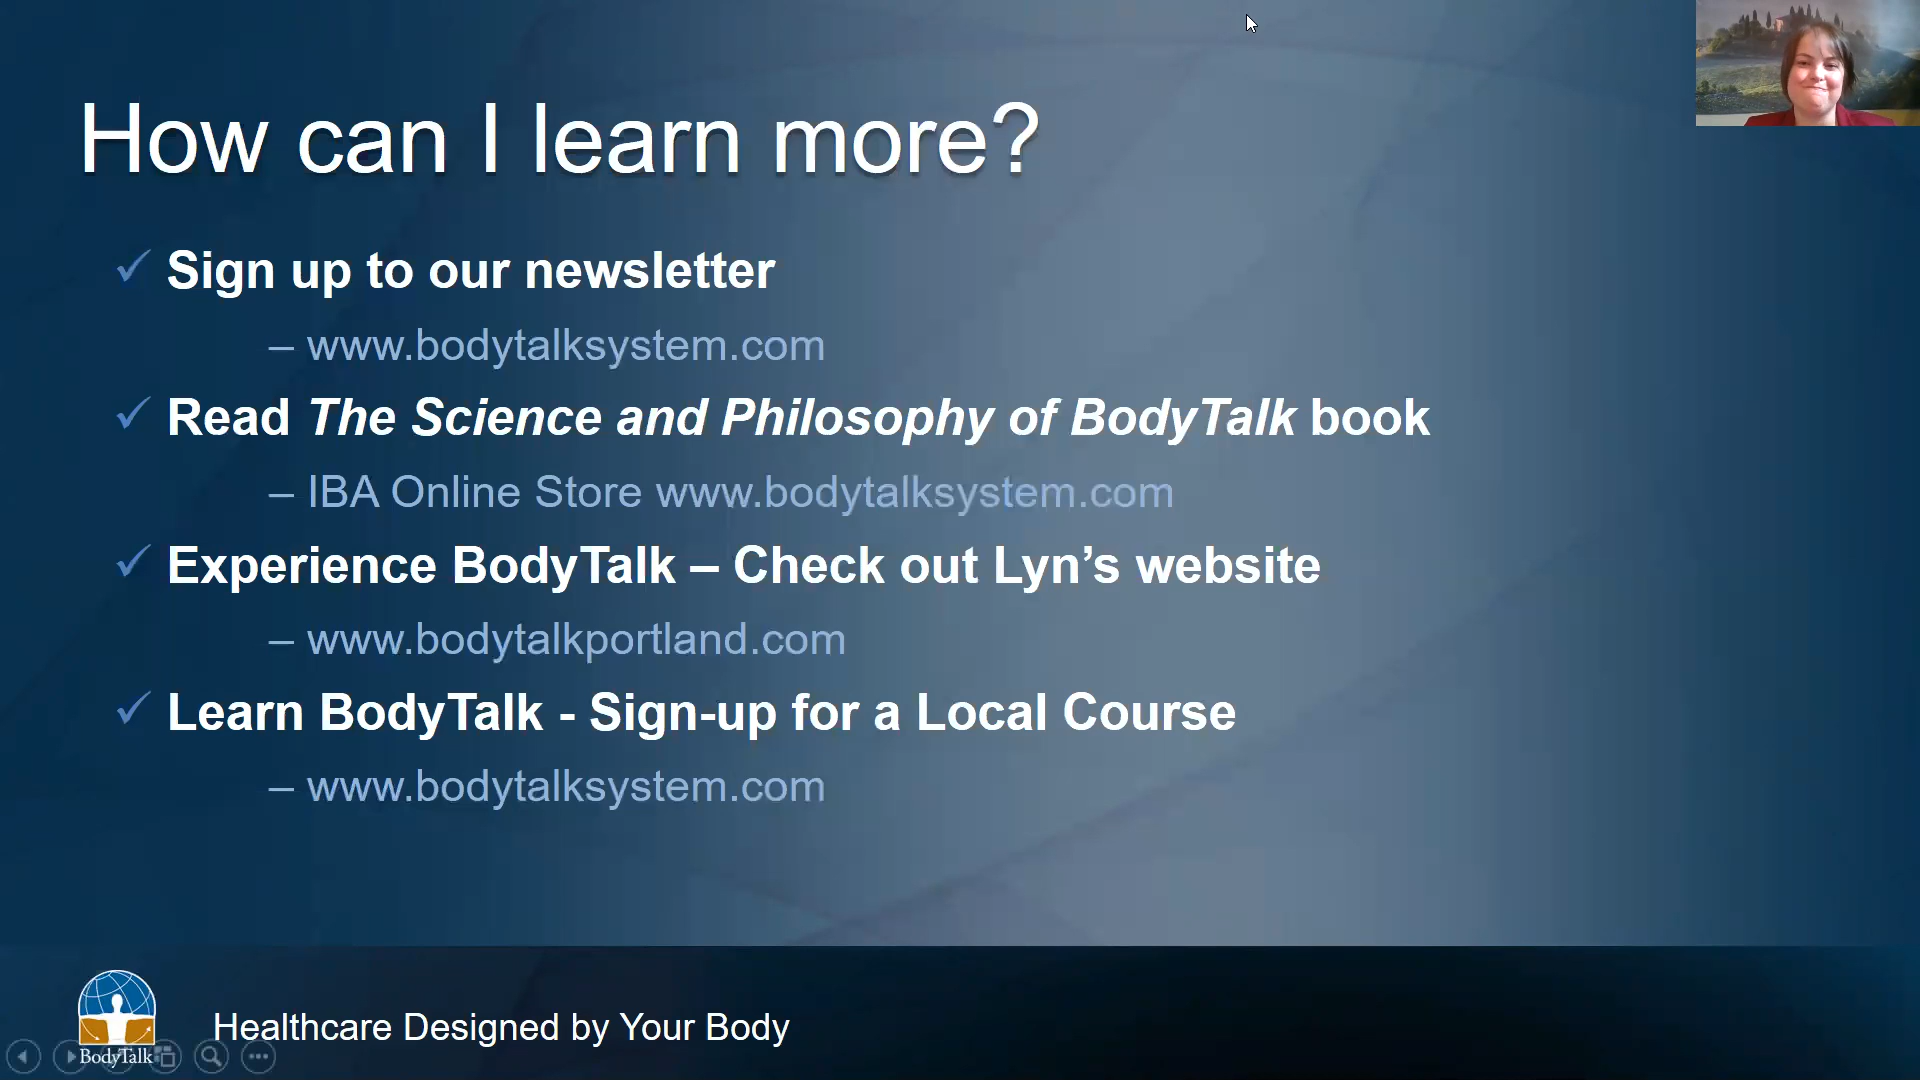 How can I learn more?
✓ Sign up to our newsletter
– www.bodytalksystem.com
✓ Read The Science and Philosophy of BodyTalk book
– IBA Online Store www.bodytalksystem.com
✓ Experience BodyTalk – Check out Lyn’s website
– www.bodytalkportland.com
✓ Learn BodyTalk - Sign-up for a Local Course
– www.bodytalksystem.com
Healthcare Designed by Your Body
BodyTalk